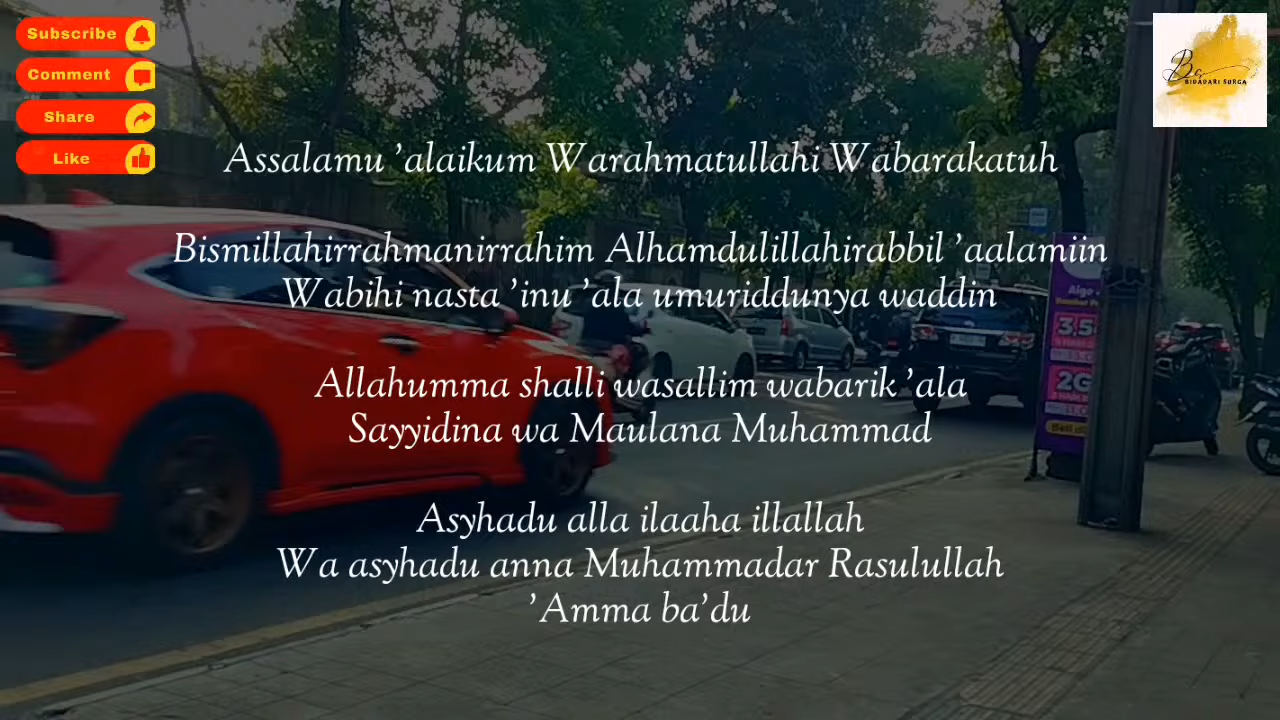 Subscribe
Comment
Share
Like
BIDADARI SURGA
Assalamu 'alaikum Warahmatullahi Wabarakatuh
Bismillahirrahmanirrahim Alhamdulillahirabbil 'aalamiin
Wabihi nasta 'inu 'ala umuriddunya waddin
Allahumma shalli wasallim wabarik 'ala
Sayyidina wa Maulana Muhammad
Asyhadu alla ilaaha illallah
Wa asyhadu anna Muhammadar Rasulullah
'Amma ba'du